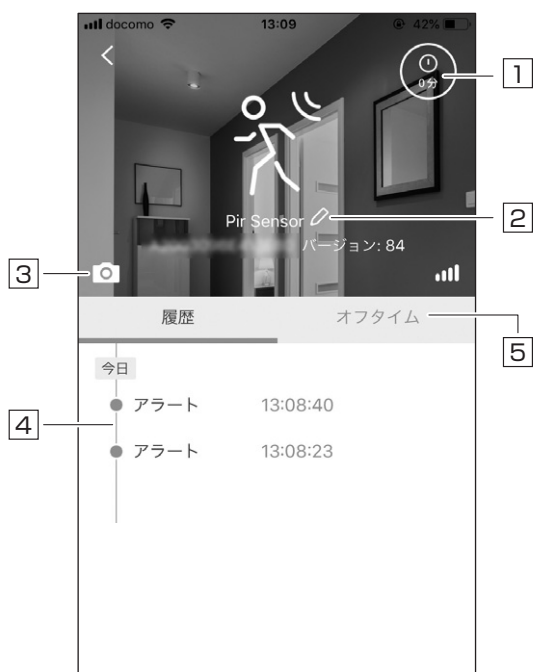 docomo 13:09 42%
0分
1
Pir Sensor
2
バージョン: 84
3
履歴 オフタイム
5
今日
アラート 13:08:40
4
アラート 13:08:23